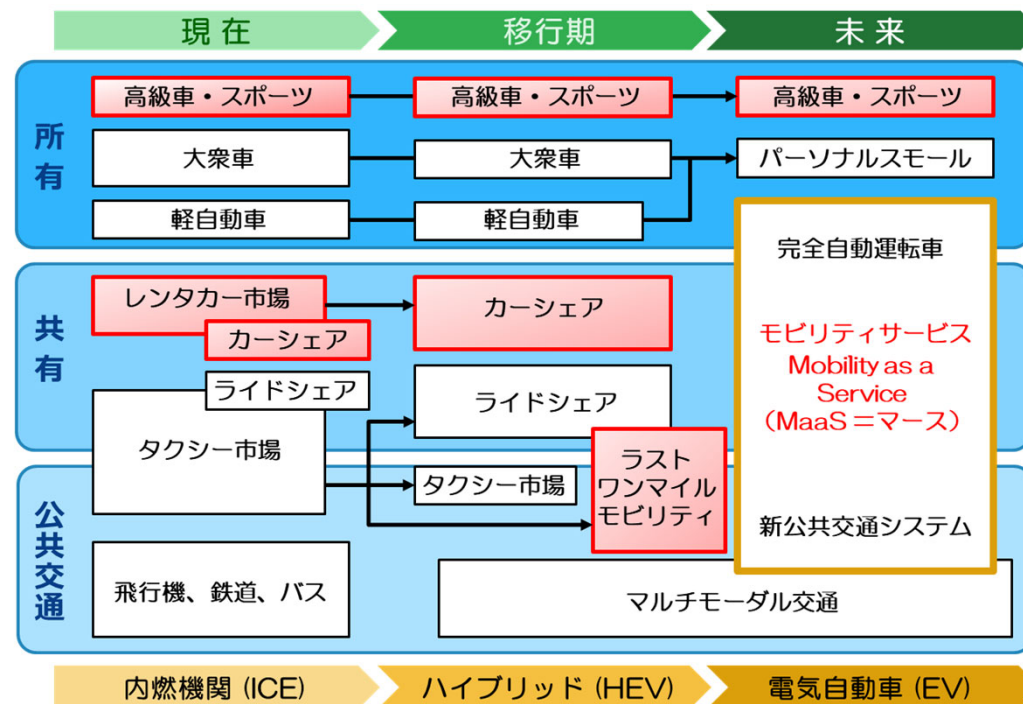 現在
移行期
未来
所有
高級車・スポーツ
高級車・スポーツ
高級車・スポーツ
大衆車
大衆車
パーソナルスモール
軽自動車
軽自動車
完全自動運転車
共有
レンタカー市場
カーシェア
カーシェア
モビリティサービス
Mobility as a
Service
(MaaS=マース)
ライドシェア
ライドシェア
タクシー市場
タクシー市場
ラスト
ワンマイル
モビリティ
新公共交通システム
公共交通
飛行機、鉄道、バス
マルチモーダル交通
内燃機関 (ICE)
ハイブリッド (HEV)
電気自動車 (EV)